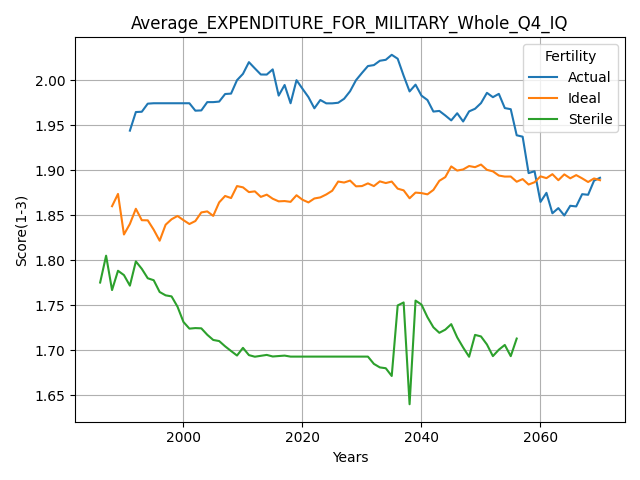 Average_EXPENDITURE_FOR_MILITARY_Whole_Q4_IQ
Fertility
Actual
Ideal
Sterile
Score(1-3)
2.00
1.95
1.90
1.85
1.80
1.75
1.70
1.65
2000 2020 2040 2060
Years